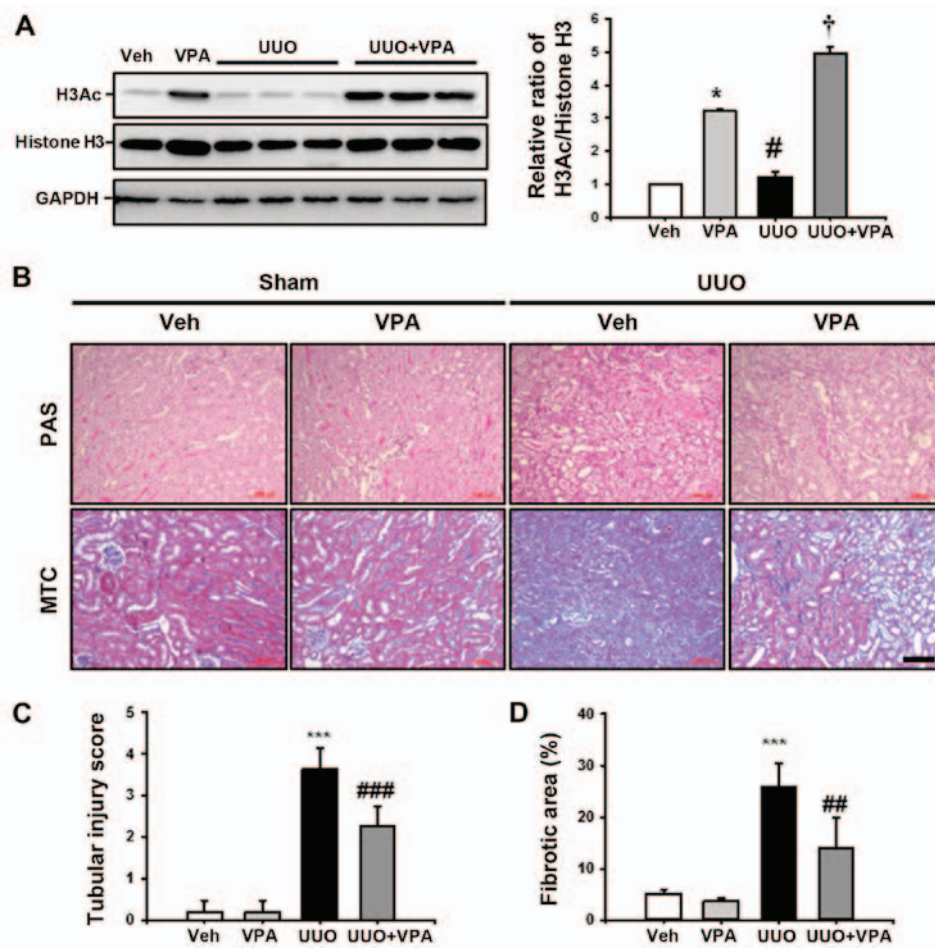 A
Veh VPA UUO UUO+VPA
H3Ac
Histone H3
GAPDH
Relative ratio of
H3Ac/Histone H3
6
5
4
3
2
1
0
*
#
†
Veh VPA UUO UUO+VPA
B
Sham UUO
Veh VPA Veh VPA
PAS
MTC
C
Tubular injury score
5
4
3
2
1
0
***
###
Veh VPA UUO UUO+VPA
D
Fibrotic area (%)
40
30
20
10
0
***
##
Veh VPA UUO UUO+VPA